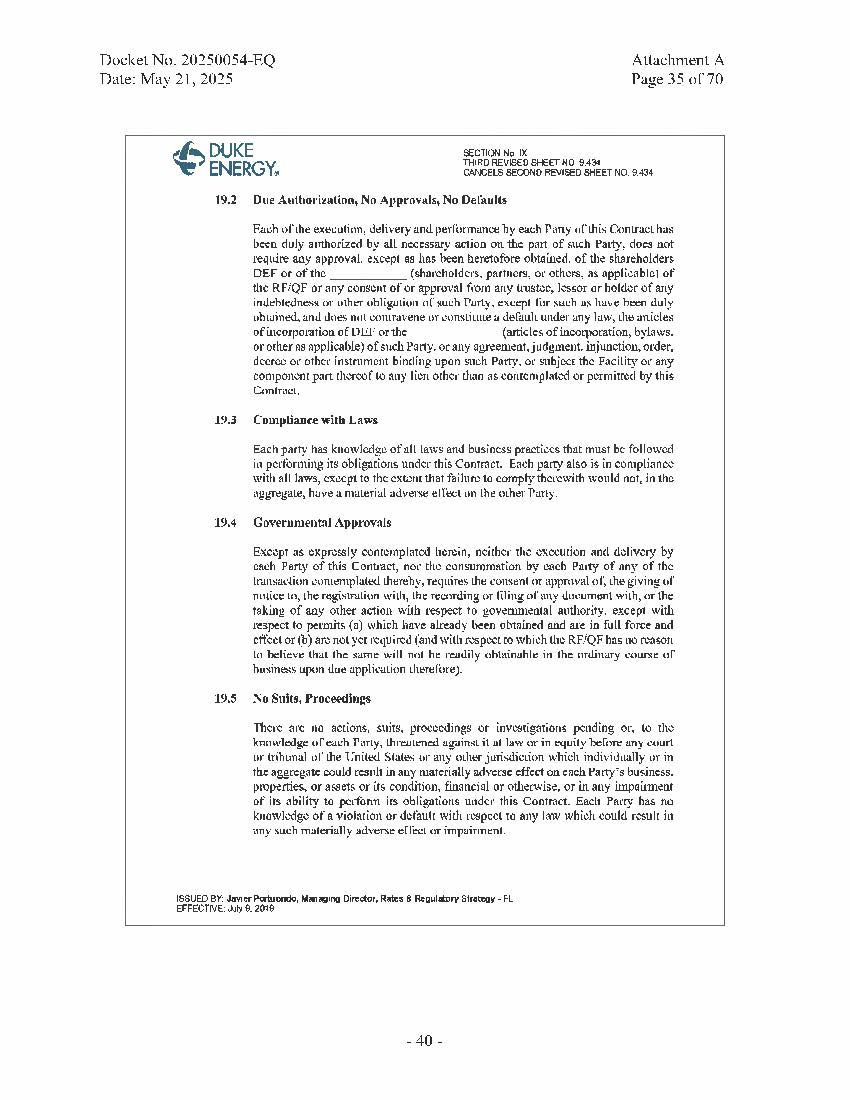 Docket No. 20250054-EQ
Date: May 21, 2025
Attachment A
Page 35 of 70
DUKE
ENERGY
SECTION No. IX
THIRD REVISED SHEET NO. 9.434
CANCELS SECOND REVISED SHEET NO. 9.434
19.2 Due Authorization, No Approvals, No Defaults
Each of the execution, delivery and performance by each Party of this Contract has
been duly authorized by all necessary action on the part of such Party, does not
require any approval, except as has been heretofore obtained, of the shareholders
DEF or of the ____________ (shareholders, partners, or others, as applicable) of
the RF/QF or any consent of or approval from any trustee, lessor or holder of any
indebtedness or other obligation of such Party, except for such as have been duly
obtained, and does not contravene or constitute a default under any law, the articles
of incorporation of DEF or the (articles of incorporation, bylaws,
or other as applicable) of such Party, or any agreement, judgment, injunction, order,
decree or other instrument binding upon such Party, or subject the Facility or any
component part thereof to any lien other than as contemplated or permitted by this
Contract.
19.3 Compliance with Laws
Each party has knowledge of all laws and business practices that must be followed
in performing its obligations under this Contract. Each party also is in compliance
with all laws, except to the extent that failure to comply therewith would not, in the
aggregate, have a material adverse effect on the other Party.
19.4 Governmental Approvals
Except as expressly contemplated herein, neither the execution and delivery by
each Party of this Contract, nor the consummation by each Party of any of the
transaction contemplated thereby, requires the consent or approval of, the giving of
notice to, the registration with, the recording or filing of any document with, or the
taking of any other action with respect to governmental authority, except with
respect to permits (a) which have already been obtained and are in full force and
effect or (b) are not yet required (and with respect to which the RF/QF has no reason
to believe that the same will not be readily obtainable in the ordinary course of
business upon due application therefore).
19.5 No Suits, Proceedings
There are no actions, suits, proceedings or investigations pending or, to the
knowledge of each Party, threatened against it at law or in equity before any court
or tribunal of the United States or any other jurisdiction which individually or in
the aggregate could result in any materially adverse effect on each Party's business,
properties, or assets or its condition, financial or otherwise, or in any impairment
of its ability to perform its obligations under this Contract. Each Party has no
knowledge of a violation or default with respect to any law which could result in
any such materially adverse effect or impairment.
ISSUED BY: Javier Portuondo, Managing Director, Rates & Regulatory Strategy - FL
EFFECTIVE: July 9, 2019
- 40 -